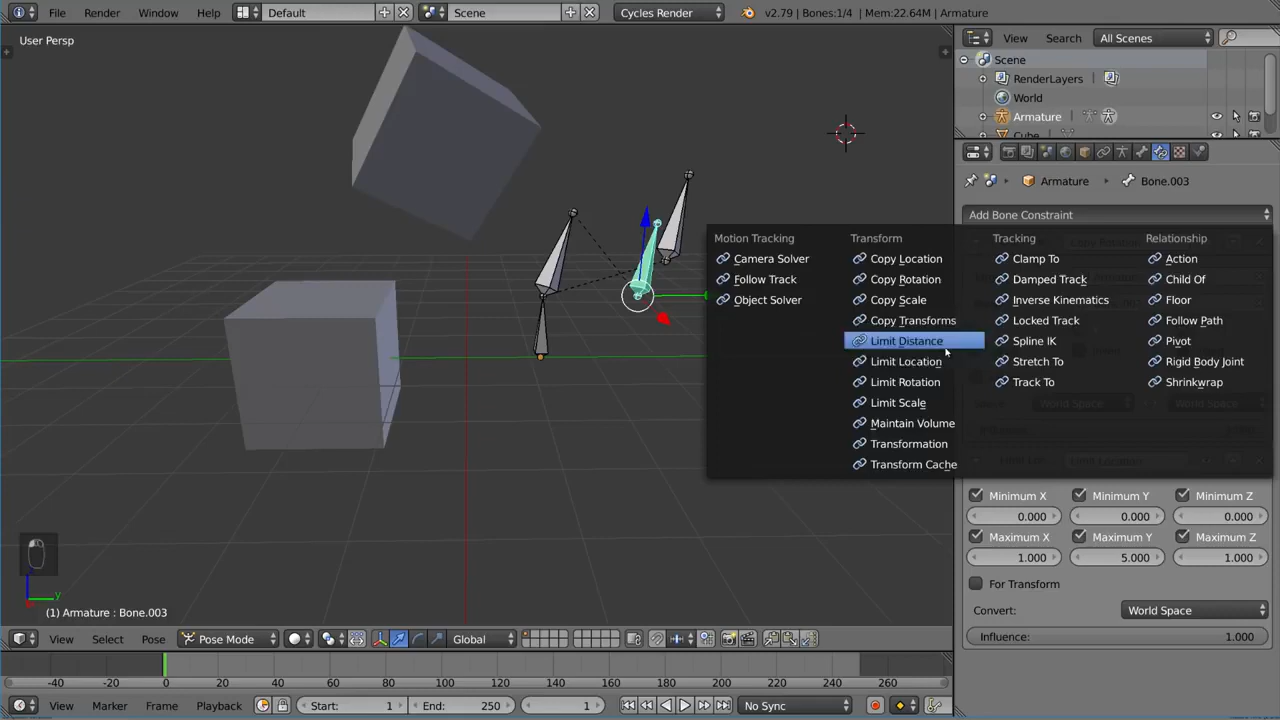 File Render Window Help Default Scene Cycles Render v2.79 | Bones:1/4 | Mem:22.64M | Armature
User Persp
View Search All Scenes
Scene
RenderLayers
World
Armature
Cube
Armature Bone.003
Add Bone Constraint
Motion Tracking Transform Tracking Relationship
Camera Solver Copy Location Clamp To Action
Follow Track Copy Rotation Damped Track Child Of
Object Solver Copy Scale Inverse Kinematics Floor
Copy Transforms Locked Track Follow Path
Limit Distance Spline IK Pivot
Limit Location Stretch To Rigid Body Joint
Limit Rotation Track To Shrinkwrap
Limit Scale
Maintain Volume
Transformation
Transform Cache
Minimum X Minimum Y Minimum Z
0.000 0.000 0.000
Maximum X Maximum Y Maximum Z
1.000 5.000 1.000
For Transform
Convert: World Space
Influence: 1.000
y
(1) Armature : Bone.003
View Select Pose Pose Mode Global
-40 -20 0 20 40 60 80 100 120 140 160 180 200 220 240 260 280
View Marker Frame Playback Start: 1 End: 250 1 No Sync